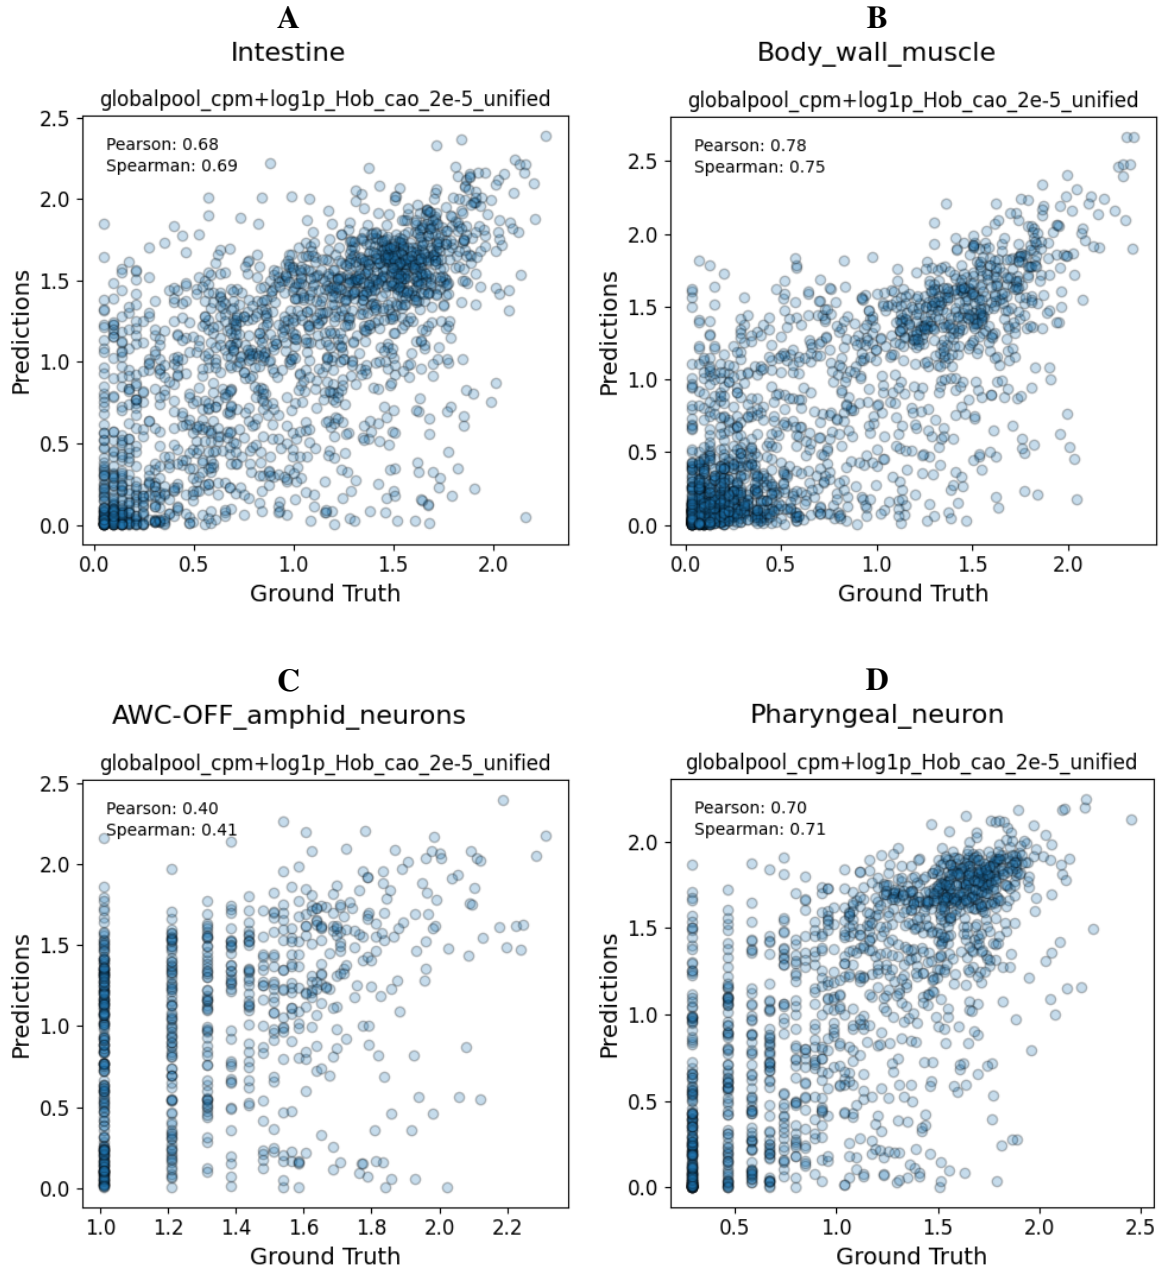 A
Intestine
globalpool_cpm+log1p_Hob_cao_2e-5_unified
Pearson: 0.68
Spearman: 0.69
2.5
2.0
1.5
1.0
0.5
0.0
Predictions
0.0 0.5 1.0 1.5 2.0
Ground Truth
B
Body_wall_muscle
globalpool_cpm+log1p_Hob_cao_2e-5_unified
Pearson: 0.78
Spearman: 0.75
2.5
2.0
1.5
1.0
0.5
0.0
Predictions
0.0 0.5 1.0 1.5 2.0
Ground Truth
C
AWC-OFF_amphid_neurons
globalpool_cpm+log1p_Hob_cao_2e-5_unified
Pearson: 0.40
Spearman: 0.41
2.5
2.0
1.5
1.0
0.5
0.0
Predictions
1.0 1.2 1.4 1.6 1.8 2.0 2.2
Ground Truth
D
Pharyngeal_neuron
globalpool_cpm+log1p_Hob_cao_2e-5_unified
Pearson: 0.70
Spearman: 0.71
2.0
1.5
1.0
0.5
0.0
Predictions
0.5 1.0 1.5 2.0 2.5
Ground Truth